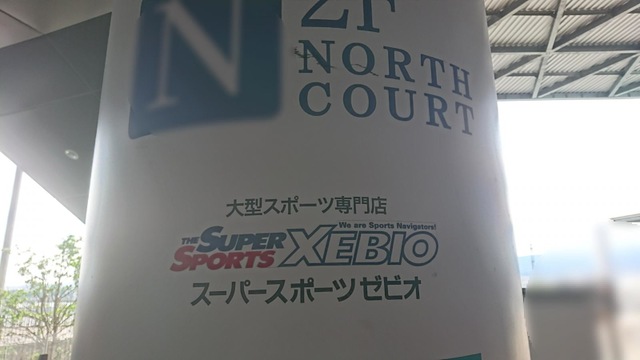 N
2F
NORTH
COURT
大型スポーツ専門店
We are Sports Navigators!
THE SUPER SPORTS XEBIO
スーパースポーツゼビオ